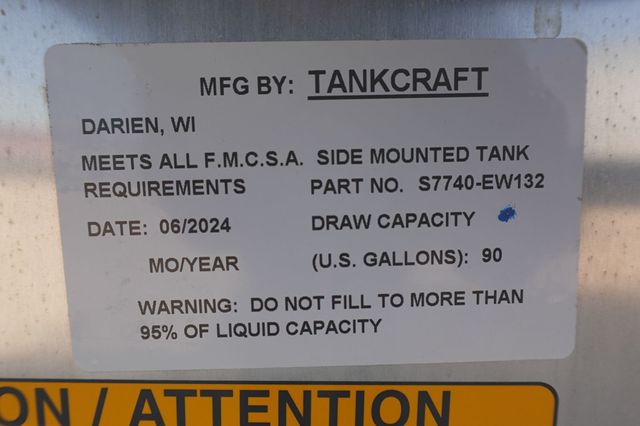 MFG BY: TANKCRAFT
DARIEN, WI
MEETS ALL F.M.C.S.A. SIDE MOUNTED TANK
REQUIREMENTS PART NO. S7740-EW132
DATE: 06/2024 DRAW CAPACITY
MO/YEAR (U.S. GALLONS): 90
WARNING: DO NOT FILL TO MORE THAN
95% OF LIQUID CAPACITY
ON / ATTENTION